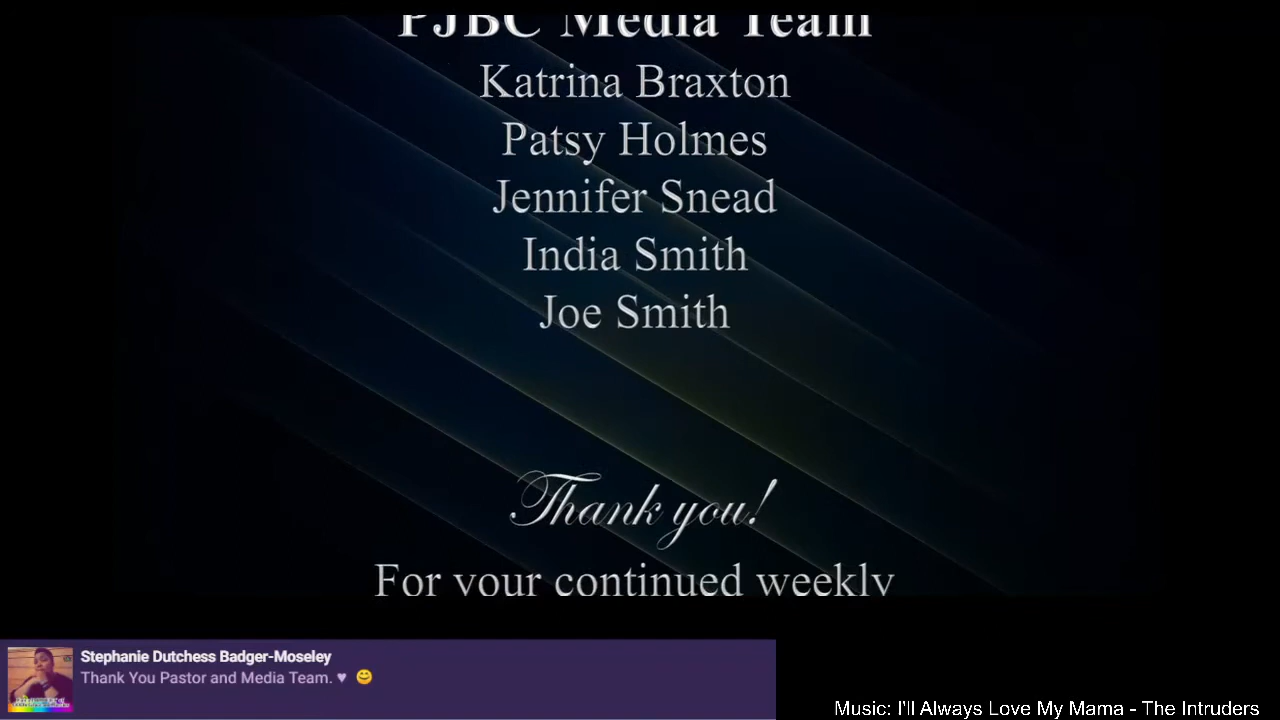 PJBC Media Team
Katrina Braxton
Patsy Holmes
Jennifer Snead
India Smith
Joe Smith
Thank you!
For your continued weekly
Stephanie Dutchess Badger-Moseley
Thank You Pastor and Media Team. ♥ 😊
Music: I'll Always Love My Mama - The Intruders